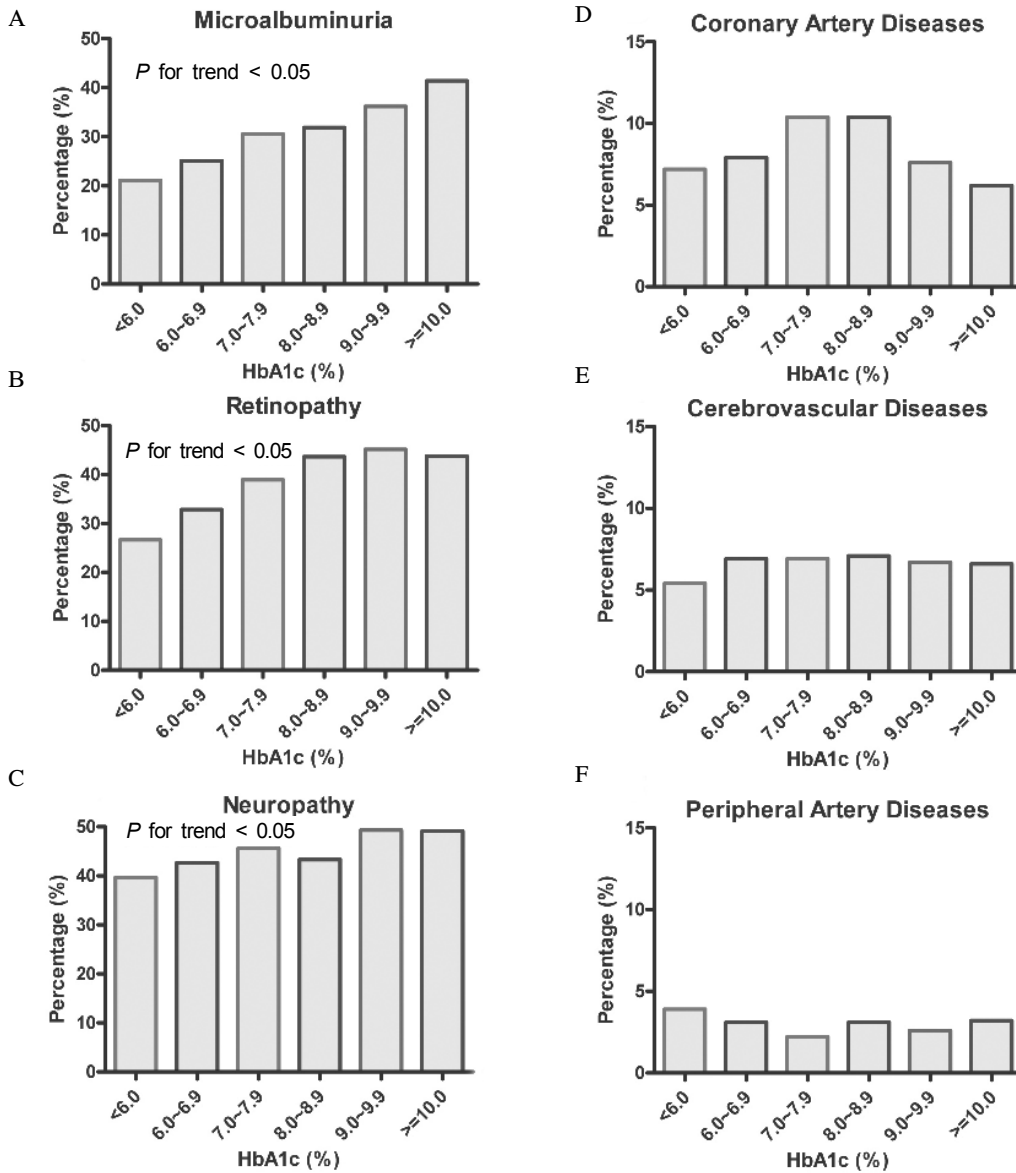 A
Microalbuminuria
P for trend < 0.05
Percentage (%)
50
40
30
20
10
0
<6.0
6.0~6.9
7.0~7.9
8.0~8.9
9.0~9.9
>=10.0
HbA1c (%)
B
Retinopathy
P for trend < 0.05
Percentage (%)
50
40
30
20
10
0
<6.0
6.0~6.9
7.0~7.9
8.0~8.9
9.0~9.9
>=10.0
HbA1c (%)
C
Neuropathy
P for trend < 0.05
Percentage (%)
50
40
30
20
10
0
<6.0
6.0~6.9
7.0~7.9
8.0~8.9
9.0~9.9
>=10.0
HbA1c (%)
D
Coronary Artery Diseases
Percentage (%)
15
10
5
0
<6.0
6.0~6.9
7.0~7.9
8.0~8.9
9.0~9.9
>=10.0
HbA1c (%)
E
Cerebrovascular Diseases
Percentage (%)
15
10
5
0
<6.0
6.0~6.9
7.0~7.9
8.0~8.9
9.0~9.9
>=10.0
HbA1c (%)
F
Peripheral Artery Diseases
Percentage (%)
15
10
5
0
<6.0
6.0~6.9
7.0~7.9
8.0~8.9
9.0~9.9
>=10.0
HbA1c (%)